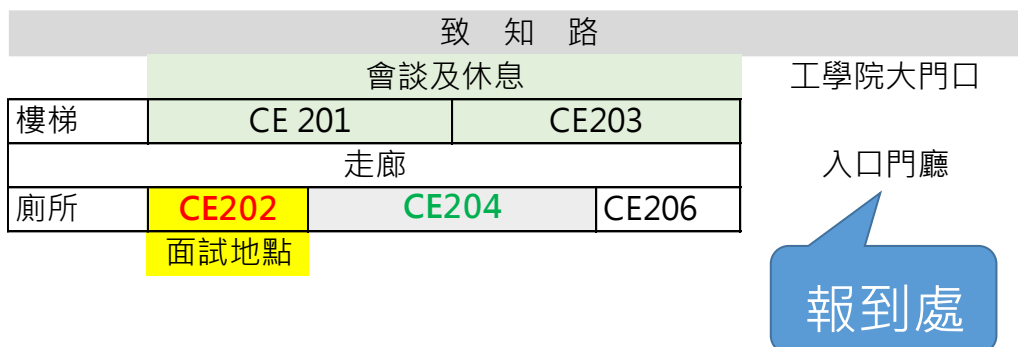 致 知 路
會談及休息 工學院大門口
樓梯 CE 201 CE203
走廊 入口門廳
廁所 CE202 CE204 CE206
面試地點
報到處